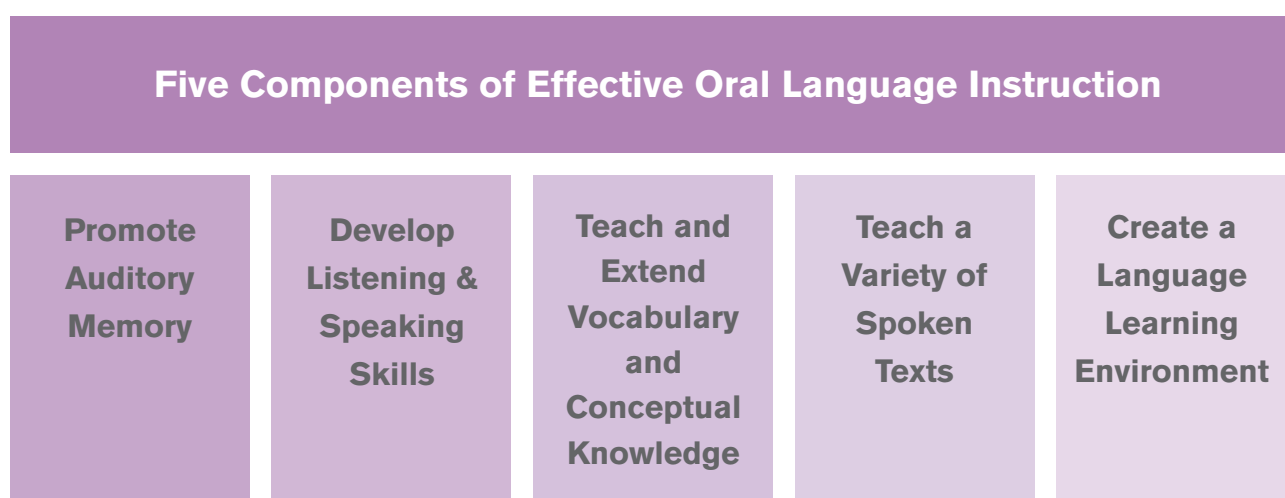 Five Components of Effective Oral Language Instruction
Promote
Auditory
Memory
Develop
Listening &
Speaking
Skills
Teach and
Extend
Vocabulary
and
Conceptual
Knowledge
Teach a
Variety of
Spoken
Texts
Create a
Language
Learning
Environment